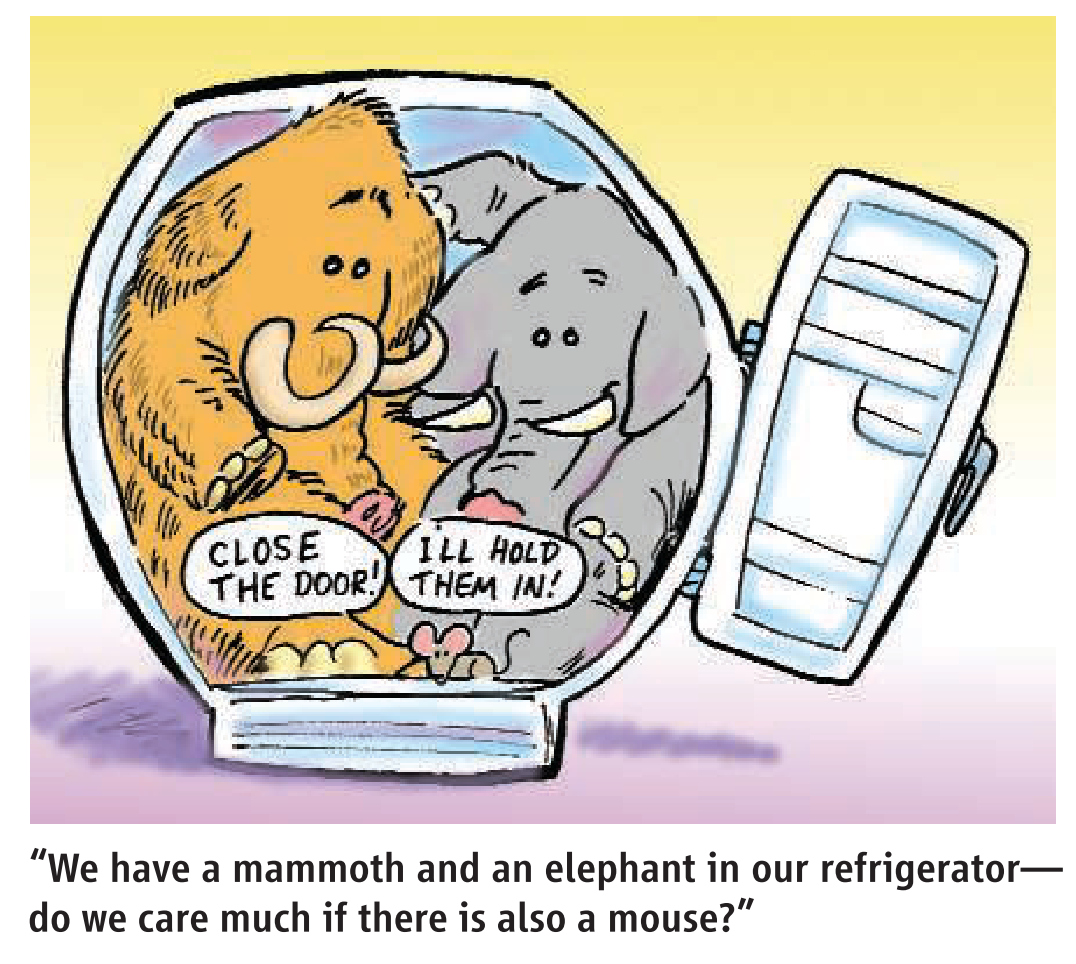 CLOSE
THE DOOR!
I'LL HOLD
THEM IN!
“We have a mammoth and an elephant in our refrigerator—
do we care much if there is also a mouse?”